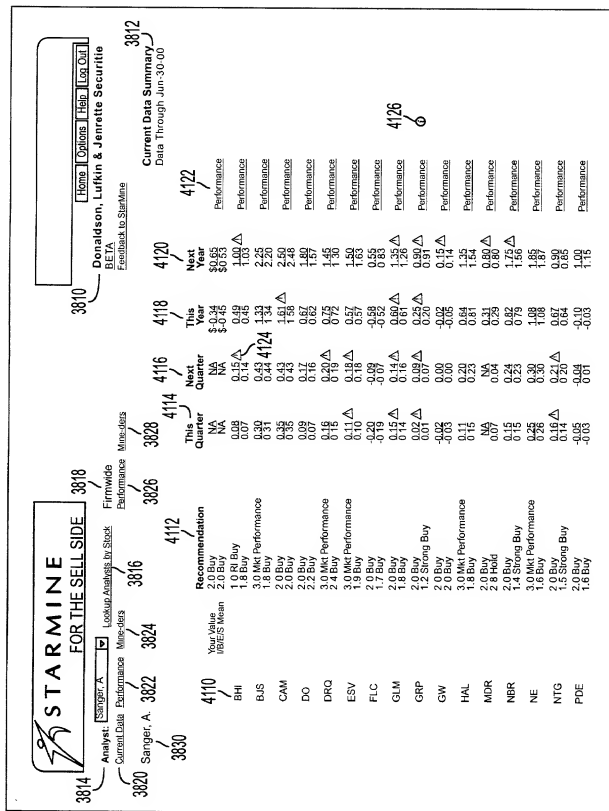 STARMINE
FOR THE SELL SIDE
Home Options Help Log Out
3810 Donaldson, Lufkin & Jenrette Securitie
BETA
Feedback to StarMine
3814 Analyst: Sanger, A Lookup Analysts by Stock 3816
3818 Firmwide
Current Data Performance Mine-ders Performance Mine-ders
3820 3822 3824 3826 3828
Sanger, A.
3830
Current Data Summary 3812
Data Through Jun-30-00
4110 4112 4114 4116 4118 4120 4122
Recommendation This Quarter Next Quarter This Year Next Year
Your Value 2.0 Buy NA NA $-0.34 $0.65 Performance
I/B/E/S Mean 2.0 Buy NA NA $-0.45 $0.53
BHI 1 0 RI Buy 0.08 0.15 0.49 1.00 Performance
1.8 Buy 0.07 0.14 0.45 1.03
4124
BJS 3.0 Mkt Performance 0.30 0.43 1.33 2.25 Performance
1.8 Buy 0.31 0.44 1.34 2.20
CAM 2.0 Buy 0.35 0.43 1.61 2.50 Performance
2.0 Buy 0.35 0 43 1.58 2.48
DO 2.0 Buy 0.09 0.17 0.67 1.80 Performance
2.2 Buy 0.07 0.16 0.62 1.57
DRQ 3.0 Mkt Performance 0.16 0.20 0.75 1.45 Performance
2 4 Buy 0 15 0 19 0.72 1.30
ESV 3.0 Mkt Performance 0.11 0.18 0.57 1.50 Performance
1.9 Buy 0.10 0.18 0.57 1.63
FLC 2 0 Buy -0.20 -0.09 -0.58 0.55 Performance
1.7 Buy -0 19 -0.07 -0.52 0.83
GLM 2.0 Buy 0.15 0.14 0.60 1.35 Performance
1.8 Buy 0 14 0.16 0.61 1.26
GRP 2.0 Buy 0.02 0.09 0.25 0.90 Performance
1.2 Strong Buy 0.01 0.07 0.20 0.91
4126
GW 2.0 Buy -0.02 0.00 -0.02 0.15 Performance
2 0 Buy -0.03 0.00 -0.05 0.14
HAL 3.0 Mkt Performance 0.11 0.20 0.64 1.35 Performance
1.8 Buy 0 15 0.23 0.81 1.54
MDR 2.0 Buy NA NA 0.31 0.80 Performance
2 8 Hold 0.07 0.04 0.29 0.80
NBR 2.0 Buy 0.15 0.24 0.82 1.75 Performance
1.4 Strong Buy 0 15 0.23 0.79 1.56
NE 3.0 Mkt Performance 0.25 0.30 1.08 1.85 Performance
1.6 Buy 0 26 0.30 1.08 1.87
NTG 2.0 Buy 0.16 0.21 0.67 0.90 Performance
1.5 Strong Buy 0.14 0 20 0.64 0.85
PDE 2.0 Buy -0.05 -0.04 -0.10 1.00 Performance
1.6 Buy -0.03 0.01 -0.03 1.15